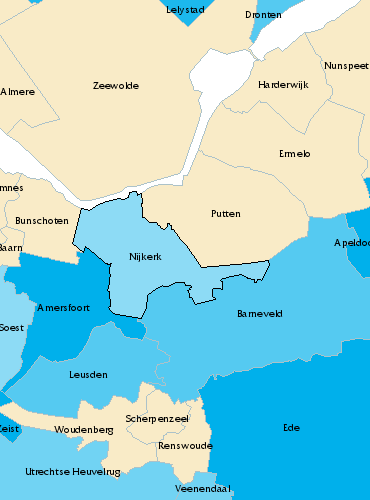 Lelystad
Dronten
Nunspeet
Zeewolde
Harderwijk
Almere
Ermelo
mnes
Bunschoten
Putten
Baarn
Apeldoo
Nijkerk
Amersfoort
Barneveld
Soest
Leusden
Scherpenzeel
Zeist
Woudenberg
Ede
Renswoude
Utrechtse Heuvelrug
Veenendaal